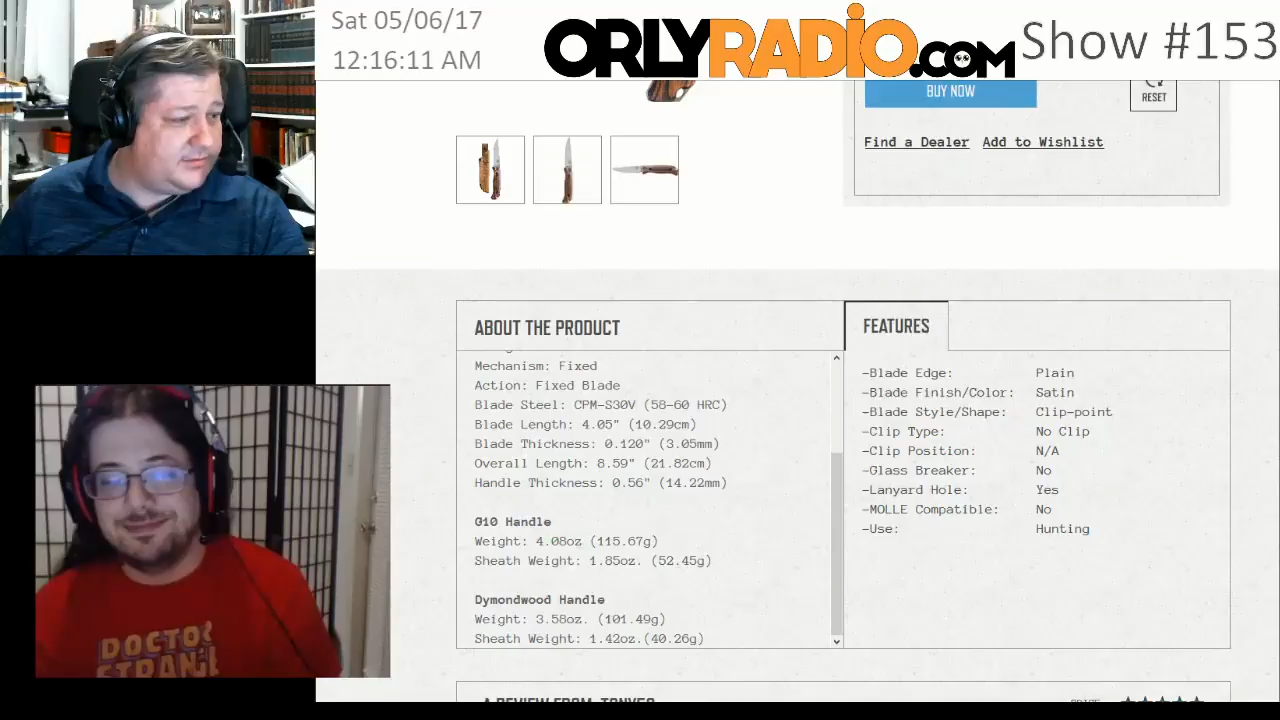 Sat 05/06/17
12:16:11 AM
ORLYRADIO.COM
Show #153
BUY NOW
RESET
Find a Dealer Add to Wishlist
ABOUT THE PRODUCT
Mechanism: Fixed
Action: Fixed Blade
Blade Steel: CPM-S30V (58-60 HRC)
Blade Length: 4.05" (10.29cm)
Blade Thickness: 0.120" (3.05mm)
Overall Length: 8.59" (21.82cm)
Handle Thickness: 0.56" (14.22mm)
G10 Handle
Weight: 4.08oz (115.67g)
Sheath Weight: 1.85oz. (52.45g)
Dymondwood Handle
Weight: 3.58oz. (101.49g)
Sheath Weight: 1.42oz.(40.26g)
FEATURES
-Blade Edge: Plain
-Blade Finish/Color: Satin
-Blade Style/Shape: Clip-point
-Clip Type: No Clip
-Clip Position: N/A
-Glass Breaker: No
-Lanyard Hole: Yes
-MOLLE Compatible: No
-Use: Hunting
DOCTOR
STRANGE
A REVIEW FROM